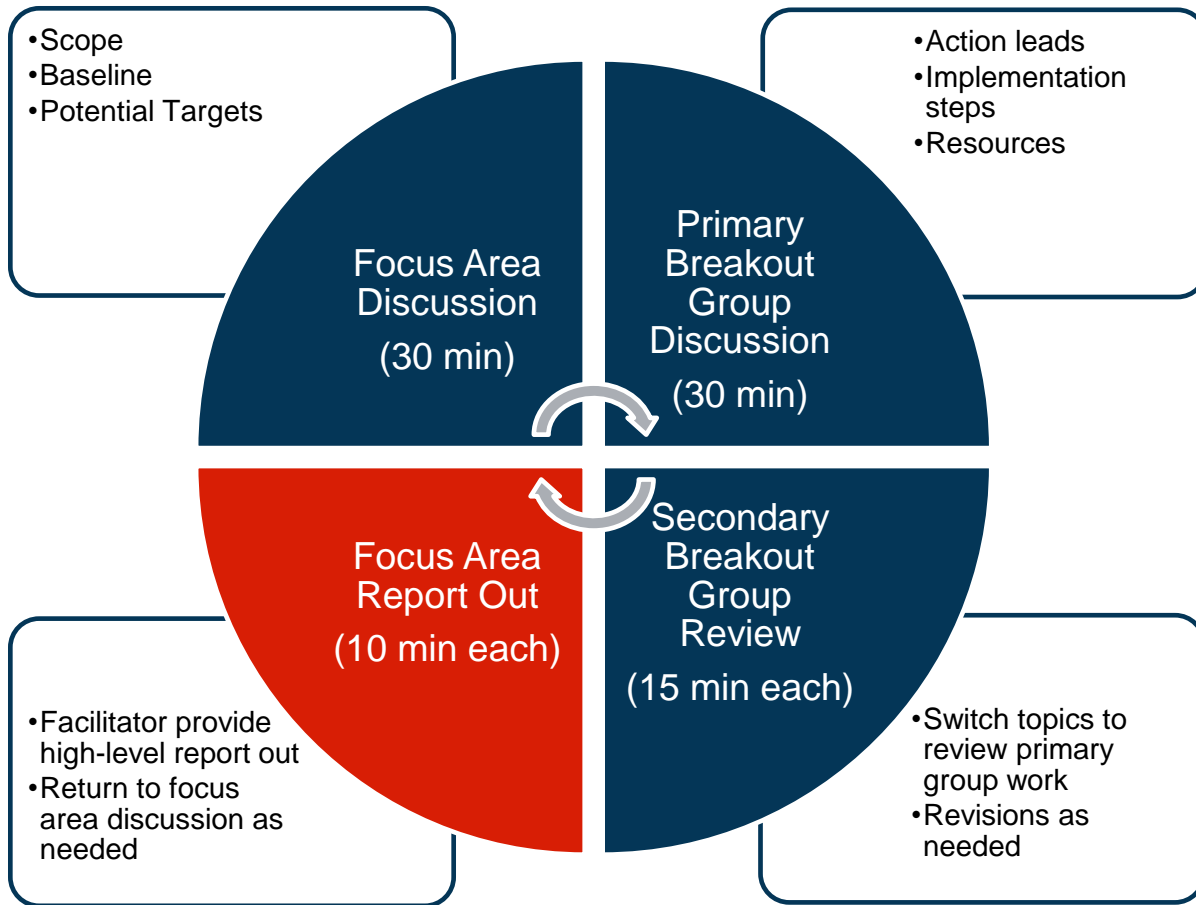 •Scope
•Baseline
•Potential Targets
•Action leads
•Implementation
steps
•Resources
Focus Area
Discussion
(30 min)
Primary
Breakout
Group
Discussion
(30 min)
Focus Area
Report Out
(10 min each)
Secondary
Breakout
Group
Review
(15 min each)
•Facilitator provide
high-level report out
•Return to focus
area discussion as
needed
•Switch topics to
review primary
group work
•Revisions as
needed